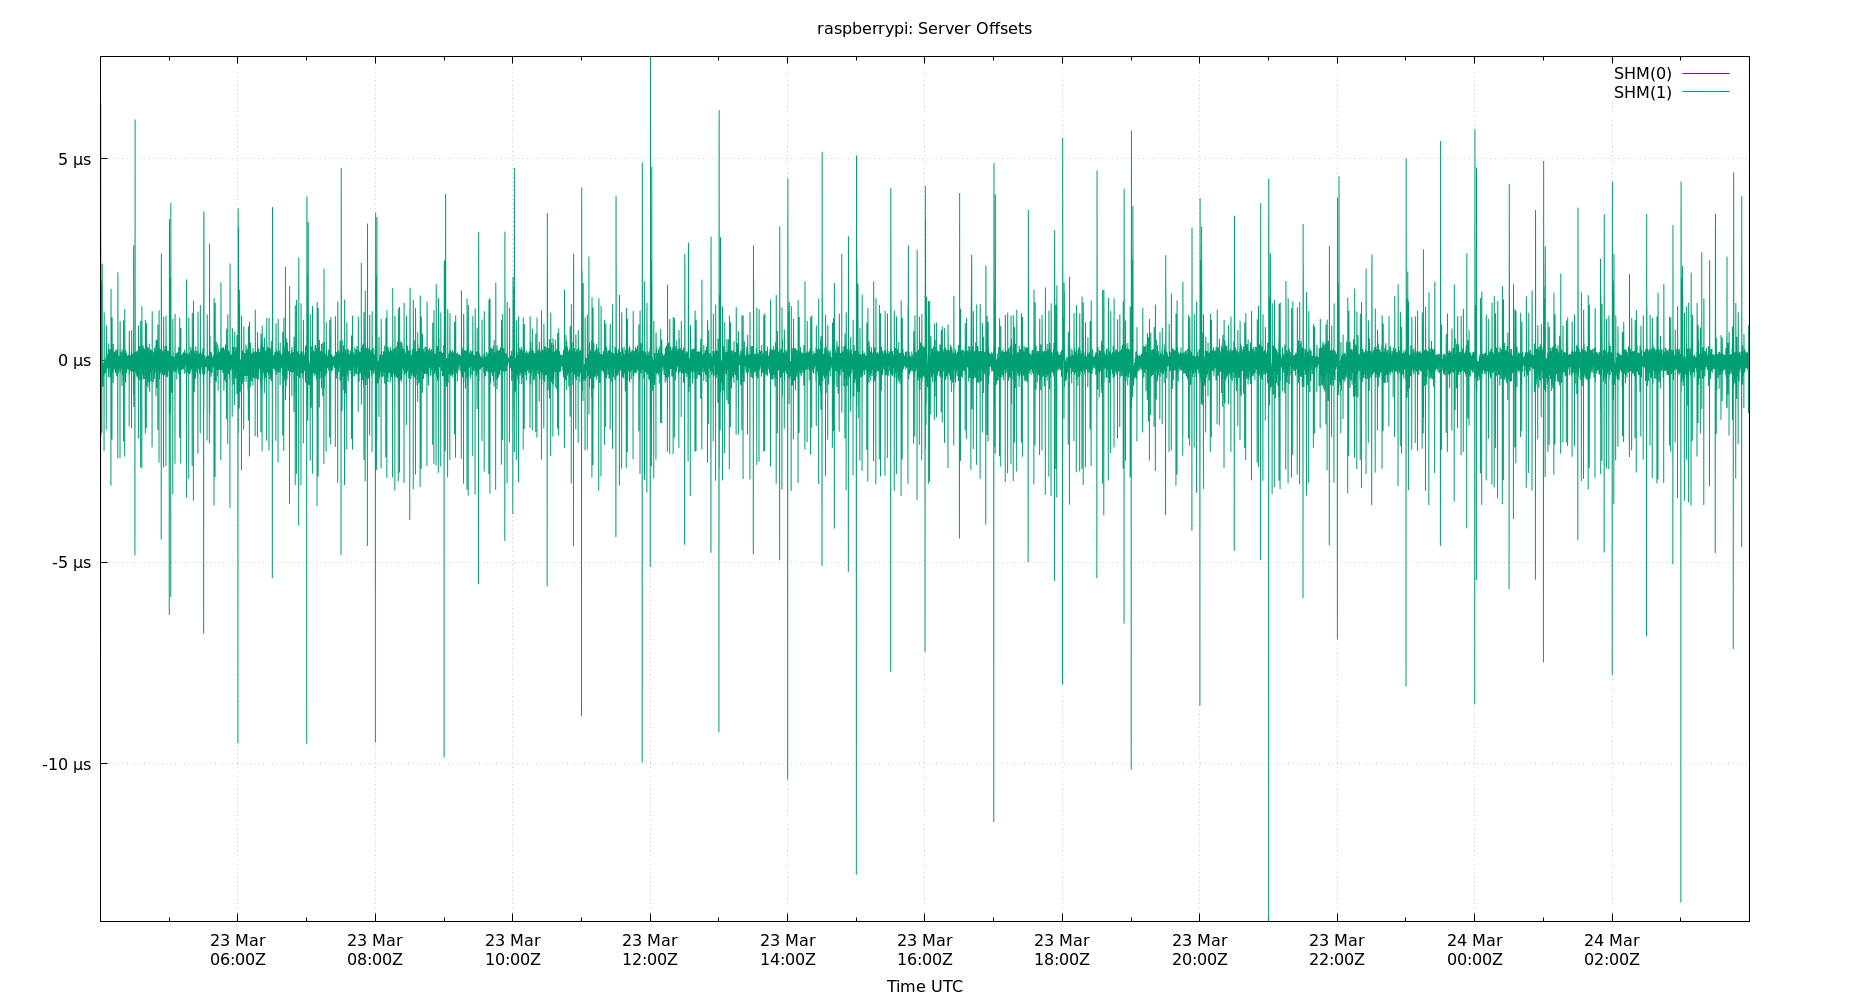 raspberrypi: Server Offsets
SHM(0)
SHM(1)
5 µs
0 µs
-5 µs
-10 µs
23 Mar 23 Mar 23 Mar 23 Mar 23 Mar 23 Mar 23 Mar 23 Mar 23 Mar 24 Mar 24 Mar
06:00Z 08:00Z 10:00Z 12:00Z 14:00Z 16:00Z 18:00Z 20:00Z 22:00Z 00:00Z 02:00Z
Time UTC